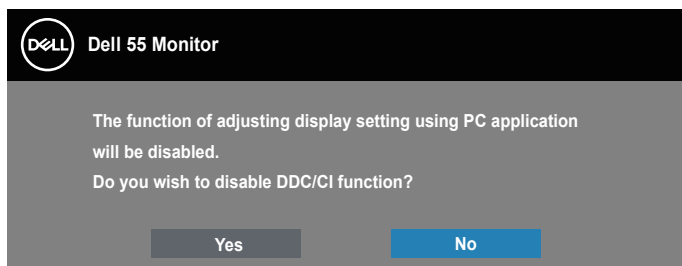 DELL Dell 55 Monitor
The function of adjusting display setting using PC application
will be disabled.
Do you wish to disable DDC/CI function?
Yes No